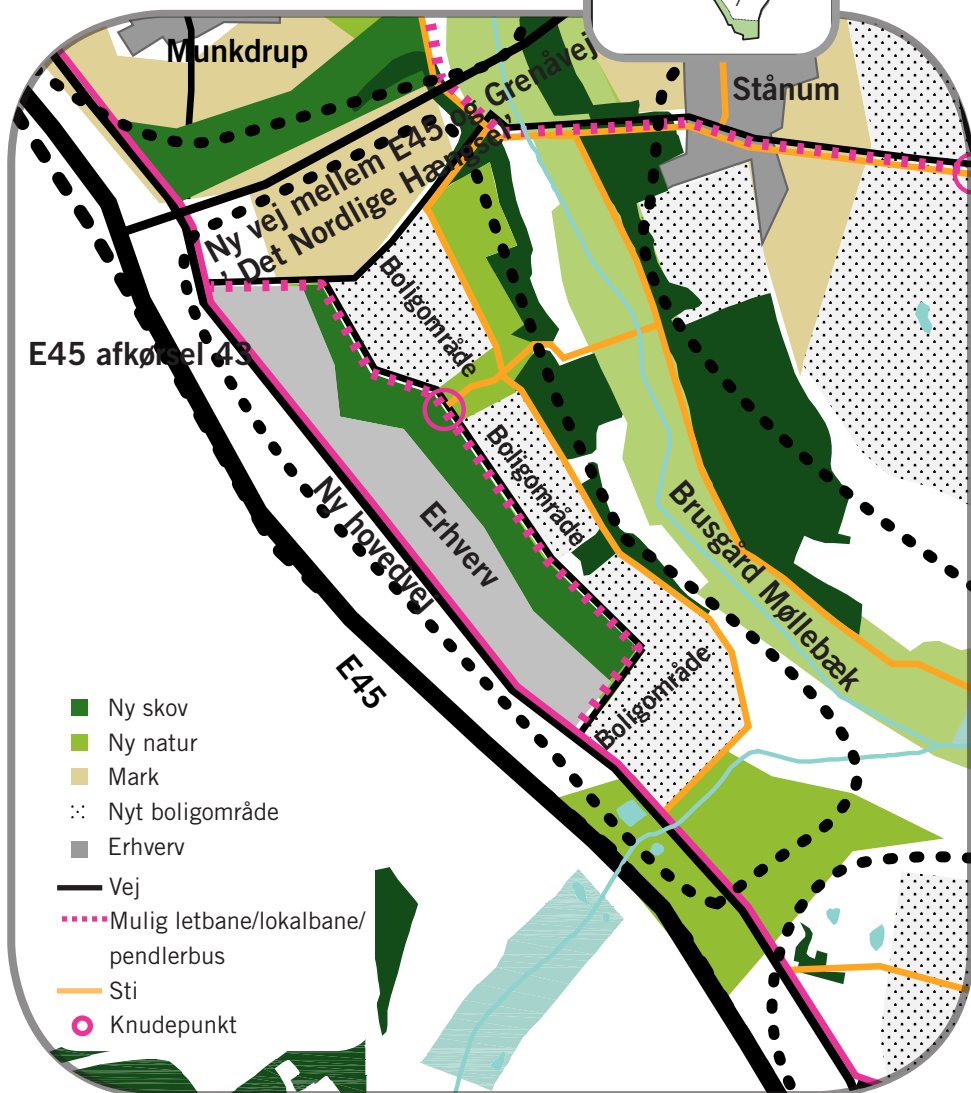 Munkdrup
Grenåvej
Stånum
Ny vej mellem E45 og
' Det Nordlige Hængsel'
Boligområde
E45 afkørsel 43
Boligområde
Ny hovedvej
Erhverv
Brusgård Møllebæk
E45
Boligområde
Ny skov
Ny natur
Mark
Nyt boligområde
Erhverv
Vej
Mulig letbane/lokalbane/
pendlerbus
Sti
Knudepunkt